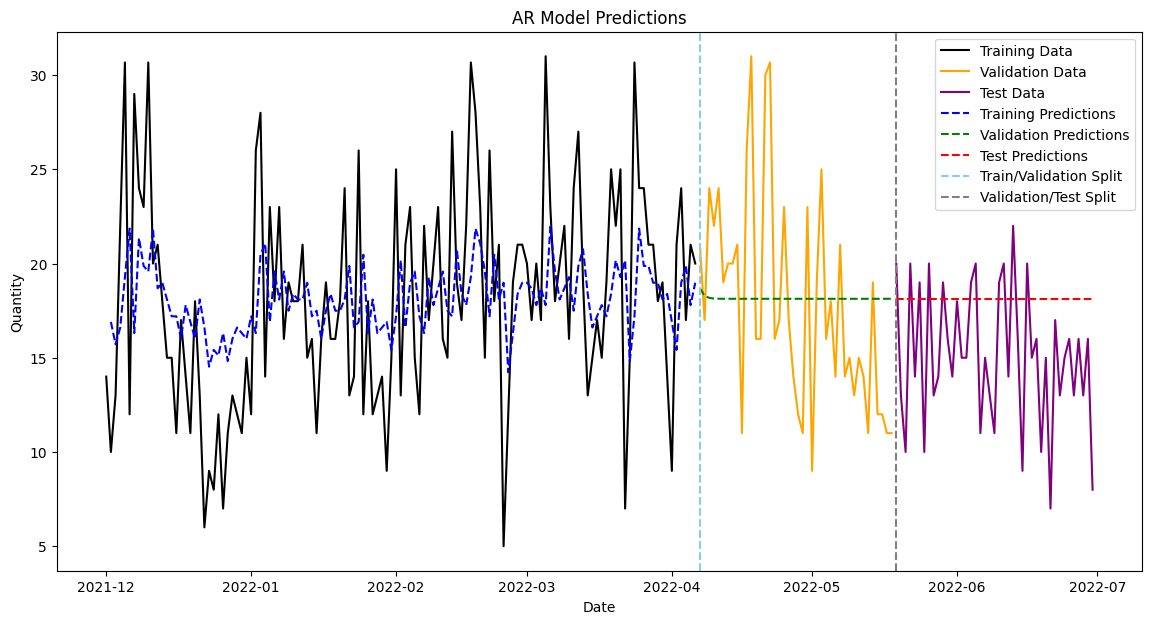 AR Model Predictions
Quantity
30
25
20
15
10
5
Training Data
Validation Data
Test Data
Training Predictions
Validation Predictions
Test Predictions
Train/Validation Split
Validation/Test Split
2021-12
2022-01
2022-02
2022-03
2022-04
2022-05
2022-06
2022-07
Date